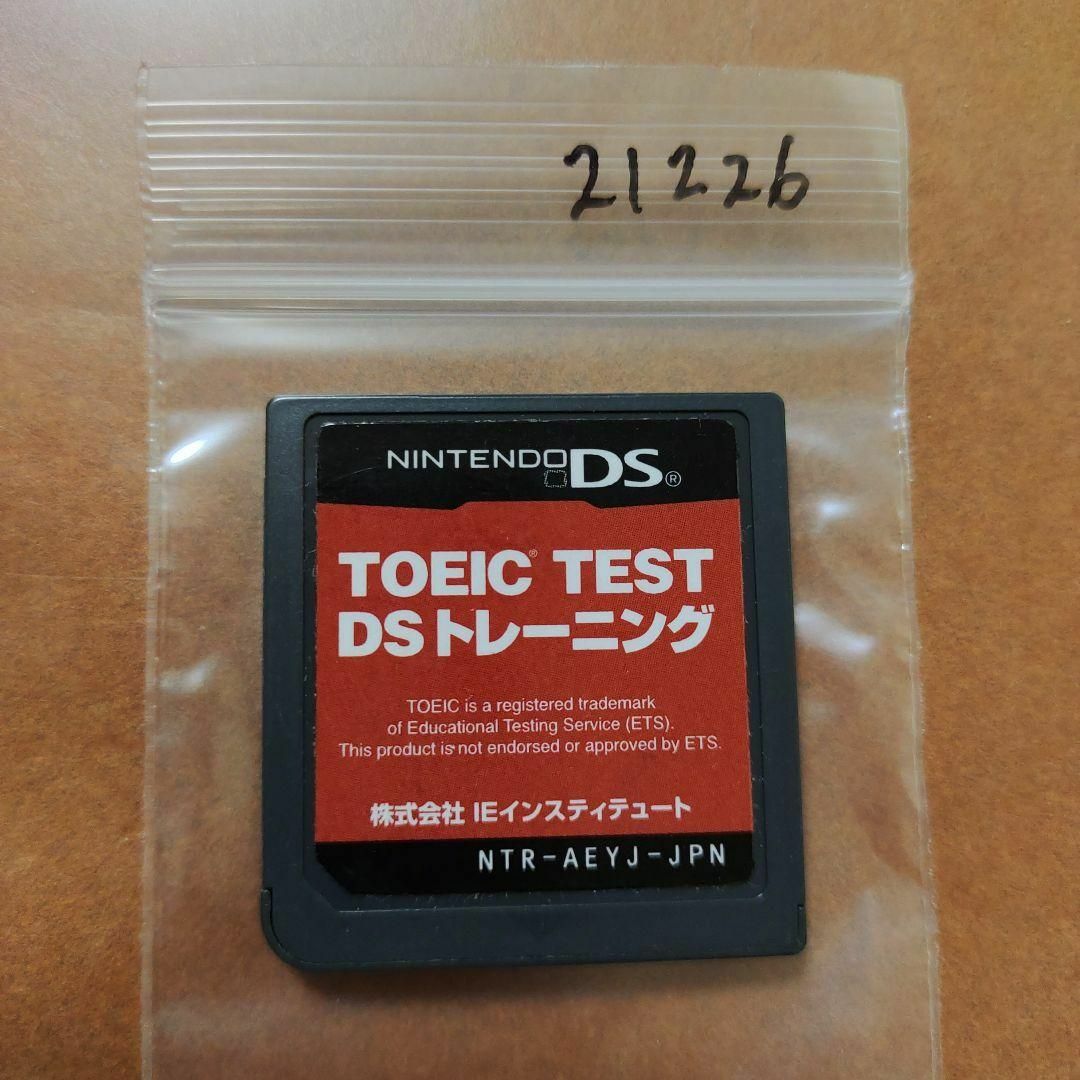 21226
NINTENDO DS®
TOEIC® TEST
DSトレーニング
TOEIC is a registered trademark
of Educational Testing Service (ETS).
This product is not endorsed or approved by ETS.
株式会社 IEインスティテュート
NTR-AEYJ-JPN